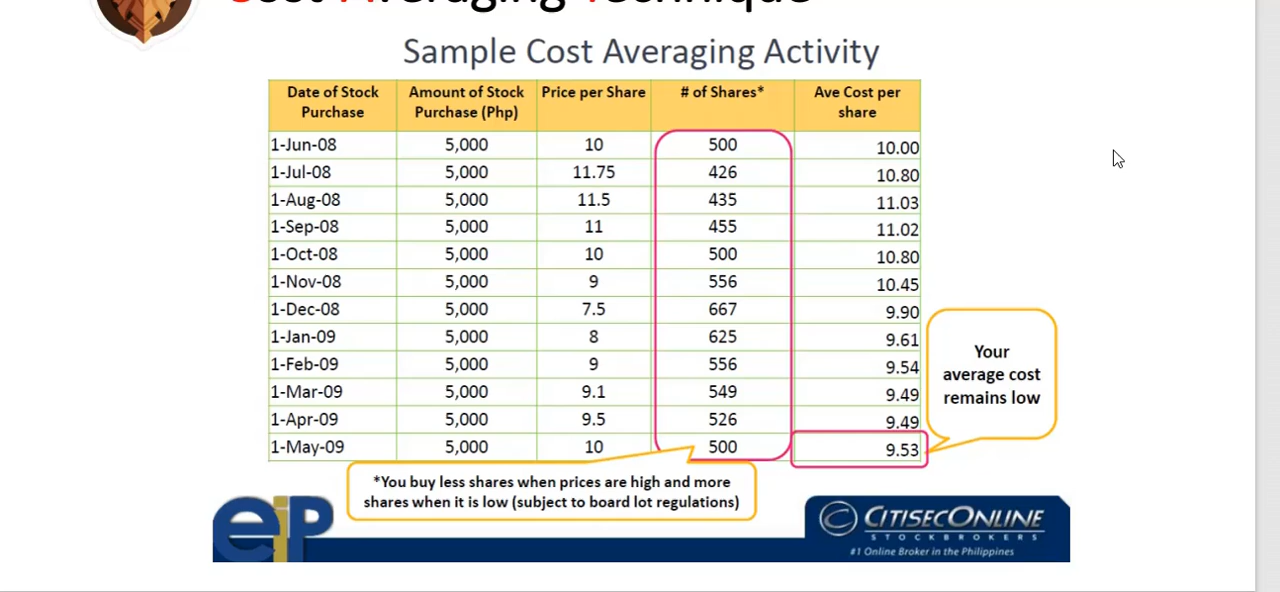 Cost Averaging Technique
Sample Cost Averaging Activity
Date of Stock Purchase Amount of Stock Purchase (Php) Price per Share # of Shares* Ave Cost per share
1-Jun-08 5,000 10 500 10.00
1-Jul-08 5,000 11.75 426 10.80
1-Aug-08 5,000 11.5 435 11.03
1-Sep-08 5,000 11 455 11.02
1-Oct-08 5,000 10 500 10.80
1-Nov-08 5,000 9 556 10.45
1-Dec-08 5,000 7.5 667 9.90
1-Jan-09 5,000 8 625 9.61
1-Feb-09 5,000 9 556 9.54
1-Mar-09 5,000 9.1 549 9.49
1-Apr-09 5,000 9.5 526 9.49
1-May-09 5,000 10 500 9.53
Your
average cost
remains low
*You buy less shares when prices are high and more
shares when it is low (subject to board lot regulations)
eip
CITISECONLINE
STOCKBROKERS
#1 Online Broker in the Philippines